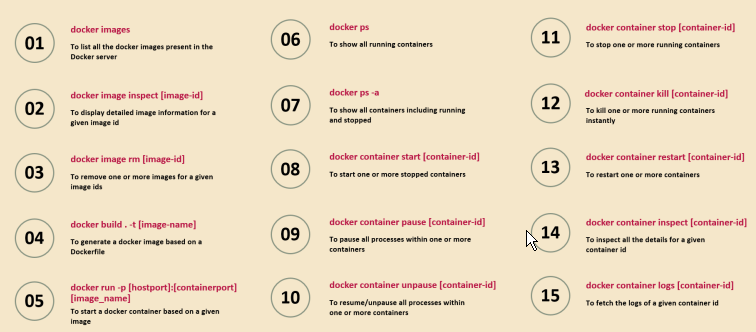 01
docker images
To list all the docker images present in the
Docker server
02
docker image inspect [image-id]
To display detailed image information for a
given image id
03
docker image rm [image-id]
To remove one or more images for a given
image ids
04
docker build . -t [image-name]
To generate a docker image based on a
Dockerfile
05
docker run -p [hostport]:[containerport]
[image_name]
To start a docker container based on a given
image
06
docker ps
To show all running containers
07
docker ps -a
To show all containers including running
and stopped
08
docker container start [container-id]
To start one or more stopped containers
09
docker container pause [container-id]
To pause all processes within one or more
containers
10
docker container unpause [container-id]
To resume/unpause all processes within
one or more containers
11
docker container stop [container-id]
To stop one or more running containers
12
docker container kill [container-id]
To kill one or more running containers
instantly
13
docker container restart [container-id]
To restart one or more containers
14
docker container inspect [container-id]
To inspect all the details for a given
container id
15
docker container logs [container-id]
To fetch the logs of a given container id